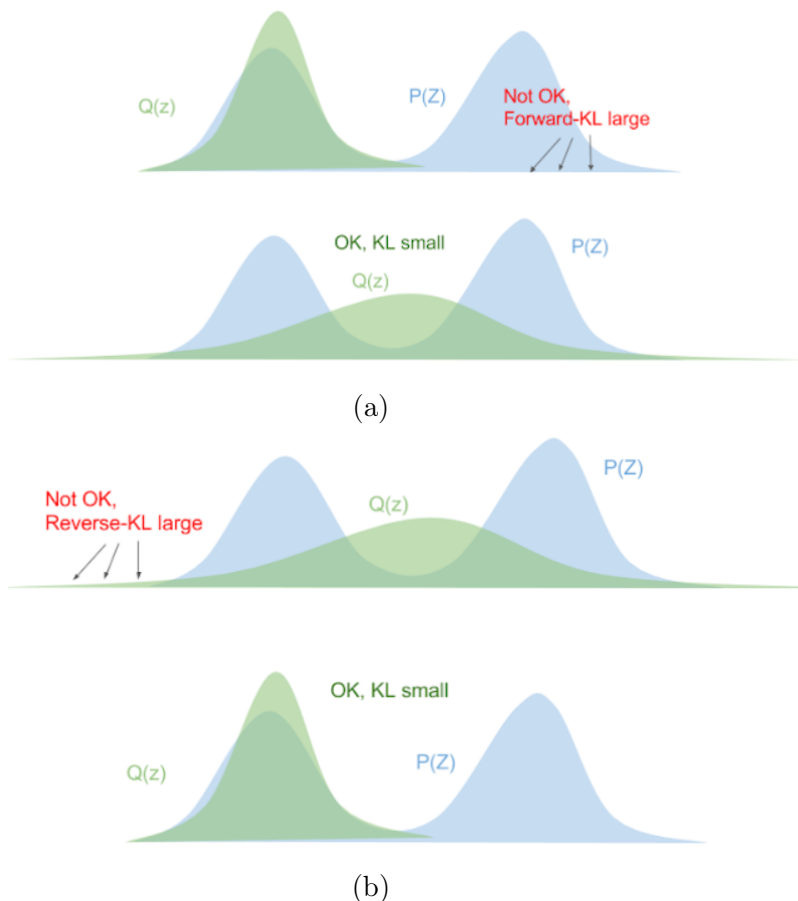 Q(z)
P(Z)
Not OK,
Forward-KL large
OK, KL small
P(Z)
Q(z)
(a)
P(Z)
Not OK,
Reverse-KL large
Q(z)
OK, KL small
Q(z)
P(Z)
(b)